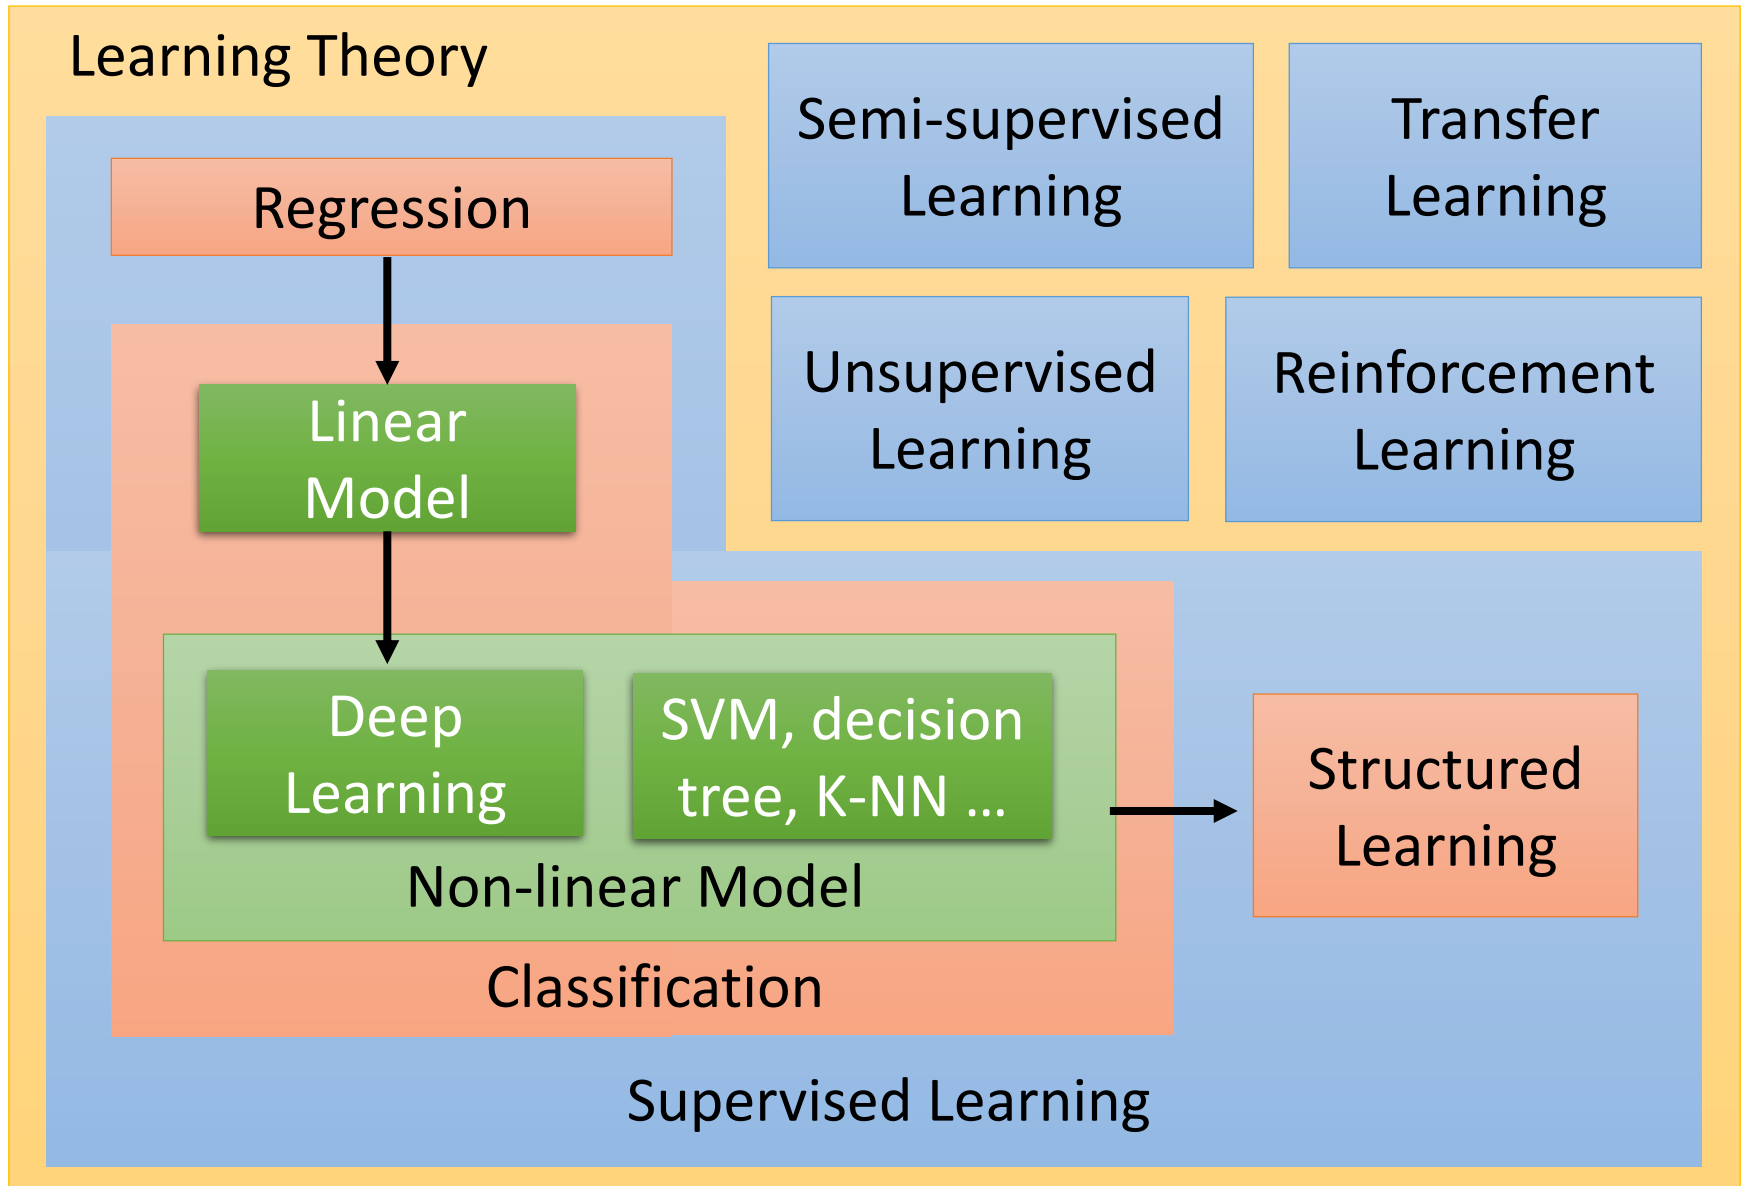 Learning Theory
Regression
Linear
Model
Deep
Learning
SVM, decision
tree, K-NN ...
Non-linear Model
Classification
Structured
Learning
Supervised Learning
Semi-supervised
Learning
Transfer
Learning
Unsupervised
Learning
Reinforcement
Learning